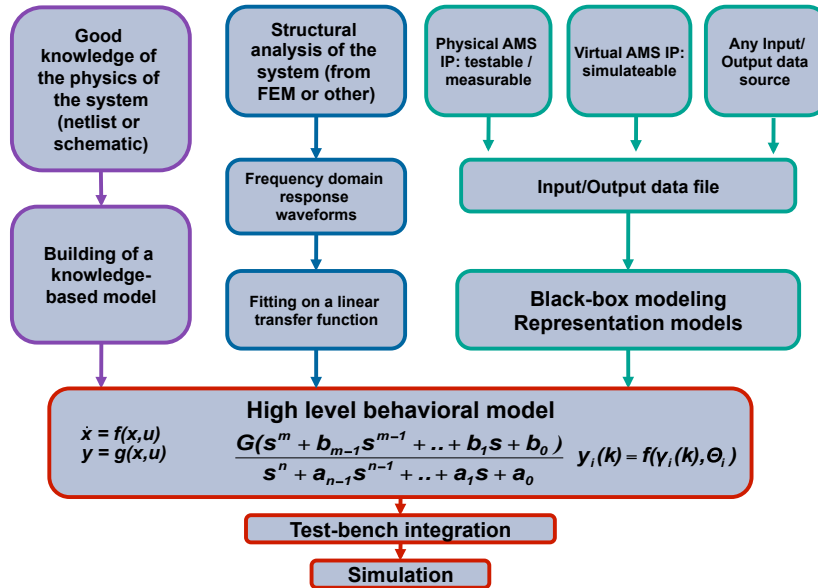 Good
knowledge of
the physics of
the system
(netlist or
schematic)
Building of a
knowledge-
based model
Structural
analysis of the
system (from
FEM or other)
Frequency domain
response
waveforms
Fitting on a linear
transfer function
Physical AMS
IP: testable /
measurable
Virtual AMS IP:
simulateable
Any Input/
Output data
source
Input/Output data file
Black-box modeling
Representation models
High level behavioral model
ẋ = f(x,u)
y = g(x,u)
G(s^m + b_{m−1}s^{m−1} + .. + b_1s + b_0 )
s^n + a_{n−1}s^{n−1} + .. + a_1s + a_0
y_i(k) = f(γ_i(k),Θ_i )
Test-bench integration
Simulation